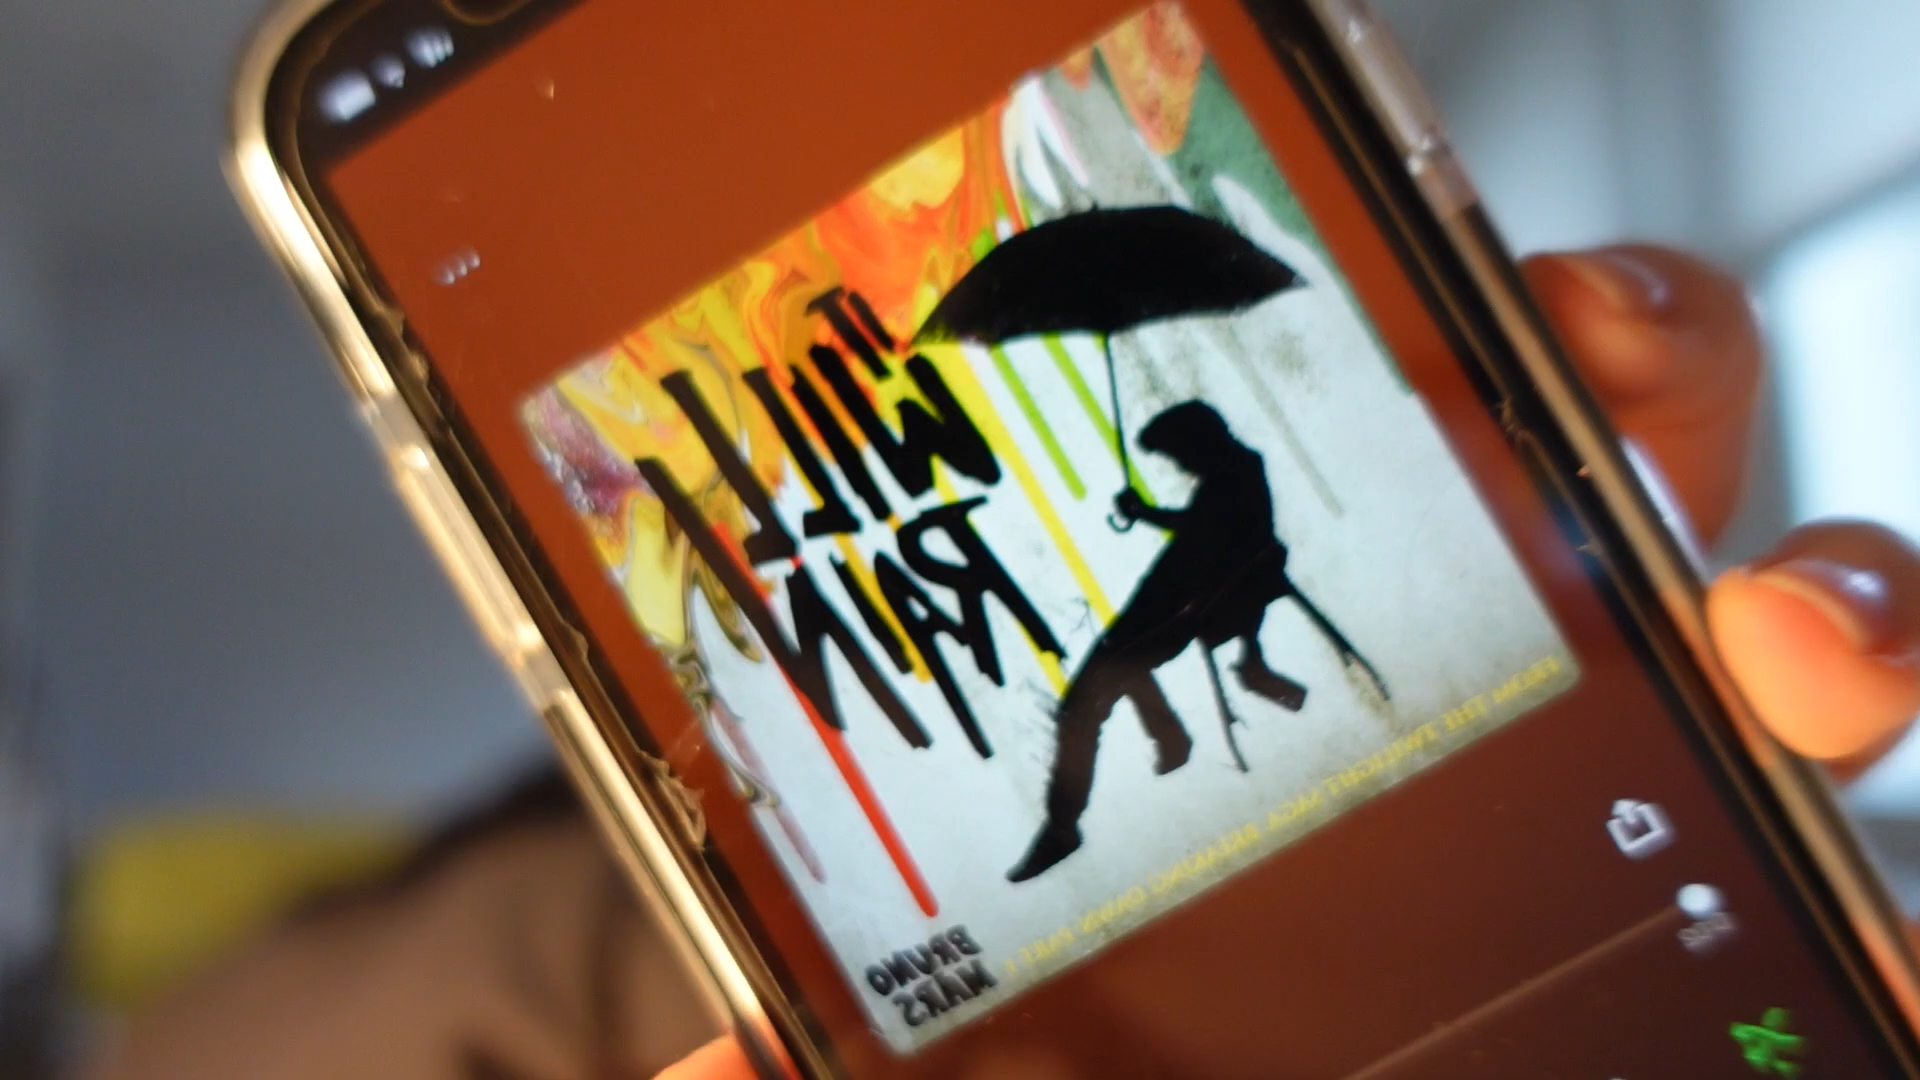 IT
WILL
RAIN
FROM THE TWILIGHT SAGA: BREAKING DAWN - PART 1
BRUNO
MARS